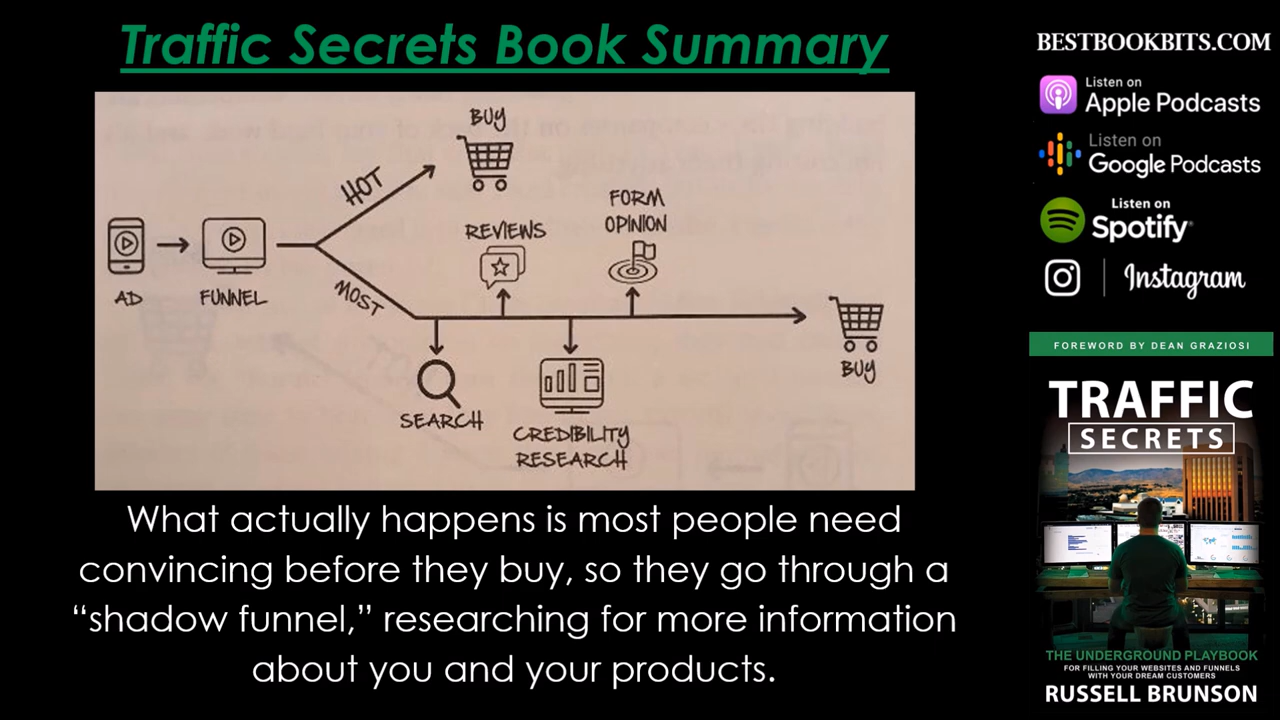 Traffic Secrets Book Summary
BUY
HOT
FORM
OPINION
REVIEWS
AD
FUNNEL
MOST
SEARCH
CREDIBILITY
RESEARCH
BUY
What actually happens is most people need
convincing before they buy, so they go through a
“shadow funnel,” researching for more information
about you and your products.
BESTBOOKBITS.COM
Listen on
Apple Podcasts
Listen on
Google Podcasts
Listen on
Spotify
Instagram
FOREWORD BY DEAN GRAZIOSI
TRAFFIC
SECRETS
THE UNDERGROUND PLAYBOOK
FOR FILLING YOUR WEBSITES AND FUNNELS
WITH YOUR DREAM CUSTOMERS
RUSSELL BRUNSON